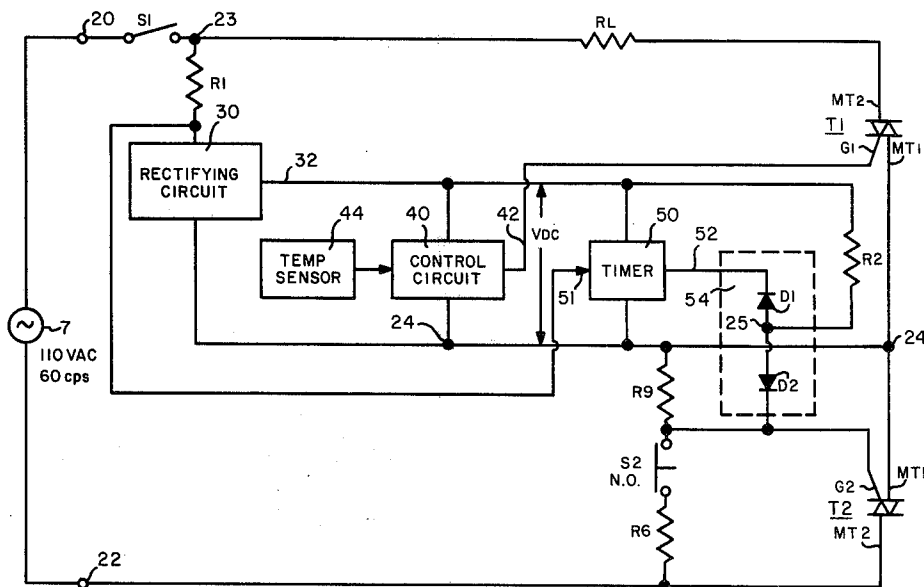 20
S1
23
RL
R1
30
RECTIFYING
CIRCUIT
32
MT2
T1
G1
MT1
44
TEMP
SENSOR
40
CONTROL
CIRCUIT
42
VDC
50
TIMER
51
52
54
D1
25
R2
24
24
7
110 VAC
60 cps
D2
R9
S2
N.O.
R6
G2
MT1
T2
MT2
22